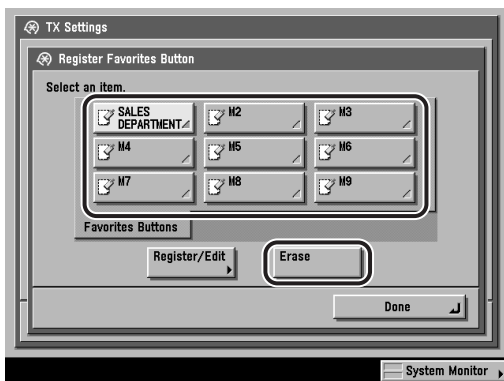 TX Settings
Register Favorites Button
Select an item.
SALES
DEPARTMENT
M2
M3
M4
M5
M6
M7
M8
M9
Favorites Buttons
Register/Edit
Erase
Done
System Monitor